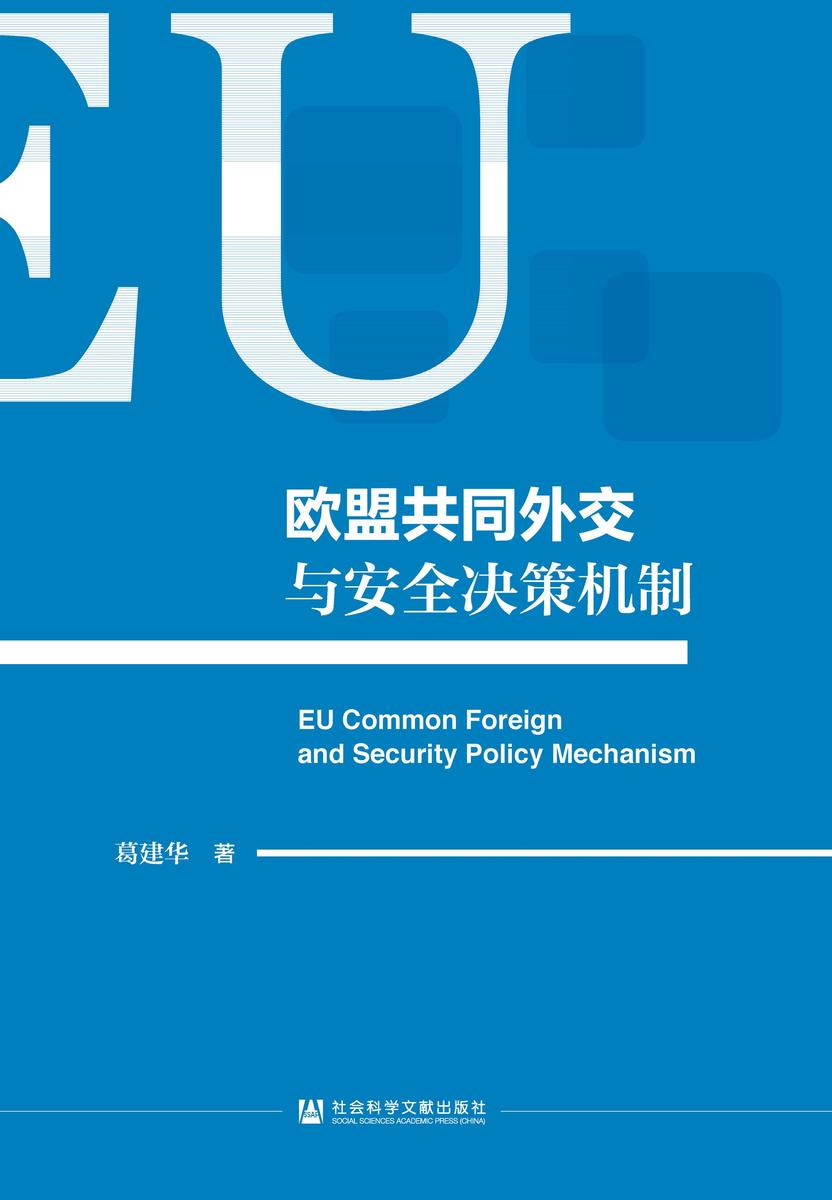 EU
欧盟共同外交
与安全决策机制
EU Common Foreign
and Security Policy Mechanism
葛建华 著
SSAP
社会科学文献出版社
SOCIAL SCIENCES ACADEMIC PRESS (CHINA)